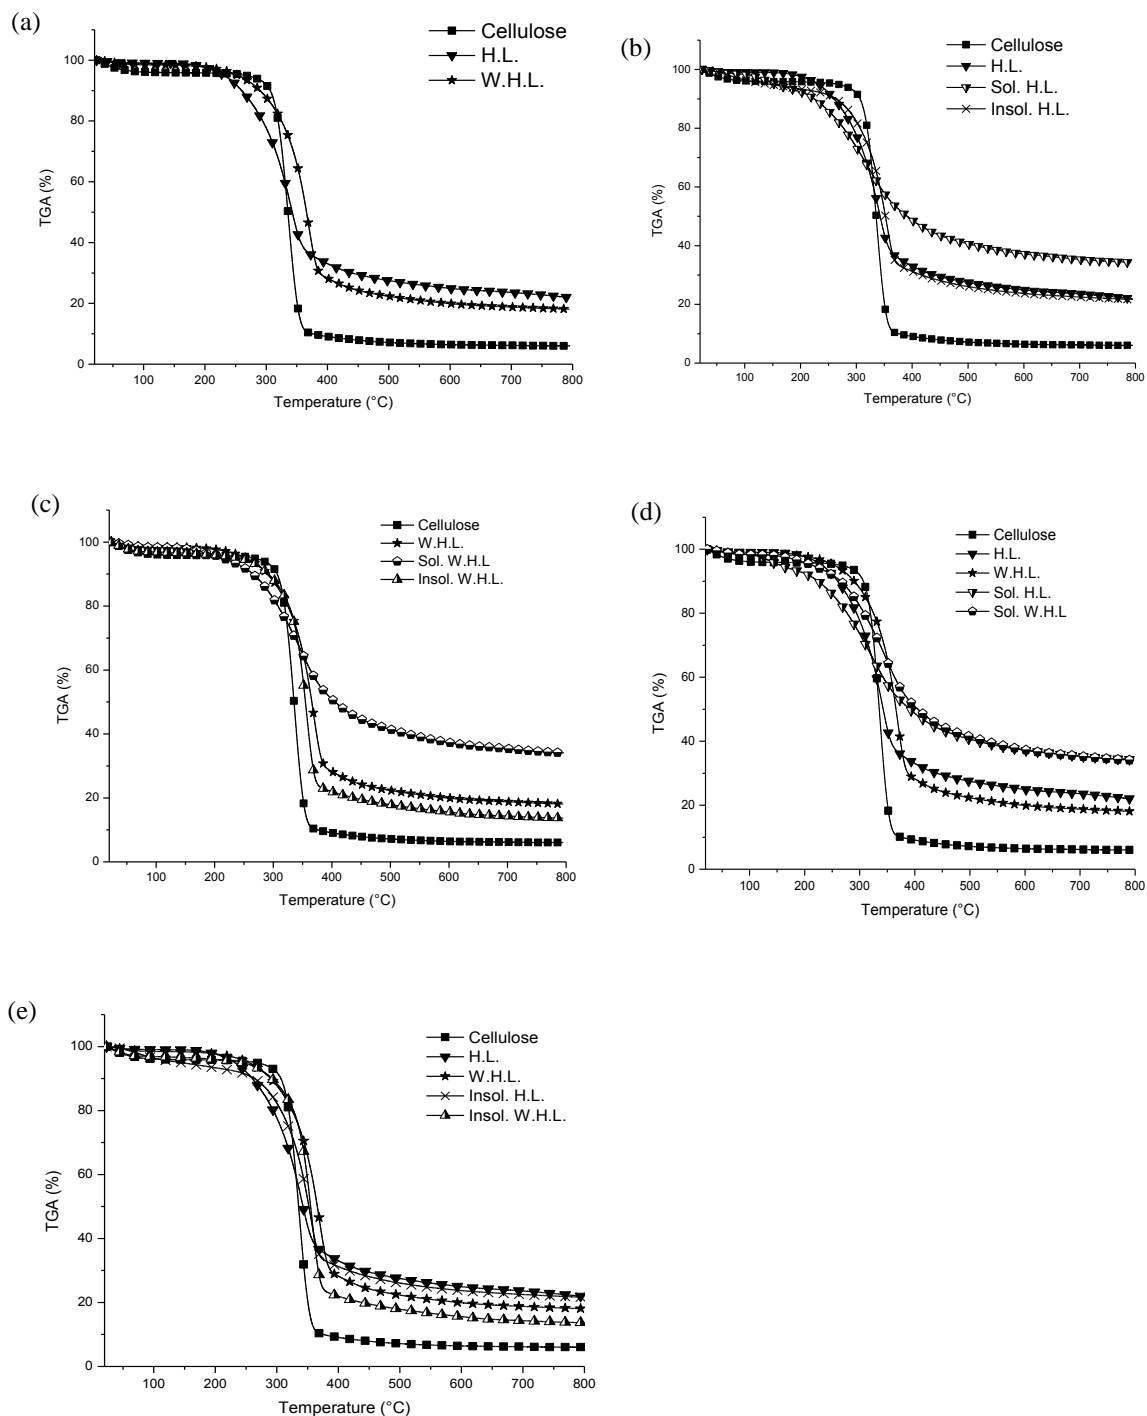 (a)
Cellulose
H.L.
W.H.L.
100
80
60
40
20
0
TGA (%)
100 200 300 400 500 600 700 800
Temperature (°C)
(b)
Cellulose
H.L.
Sol. H.L.
Insol. H.L.
100
80
60
40
20
0
TGA (%)
100 200 300 400 500 600 700 800
Temperature (°C)
(c)
Cellulose
W.H.L.
Sol. W.H.L
Insol. W.H.L.
100
80
60
40
20
0
TGA (%)
100 200 300 400 500 600 700 800
Temperature (°C)
(d)
Cellulose
H.L.
W.H.L.
Sol. H.L.
Sol. W.H.L
100
80
60
40
20
0
TGA (%)
100 200 300 400 500 600 700 800
Temperature (°C)
(e)
Cellulose
H.L.
W.H.L.
Insol. H.L.
Insol. W.H.L.
100
80
60
40
20
0
TGA (%)
100 200 300 400 500 600 700 800
Temperature (°C)